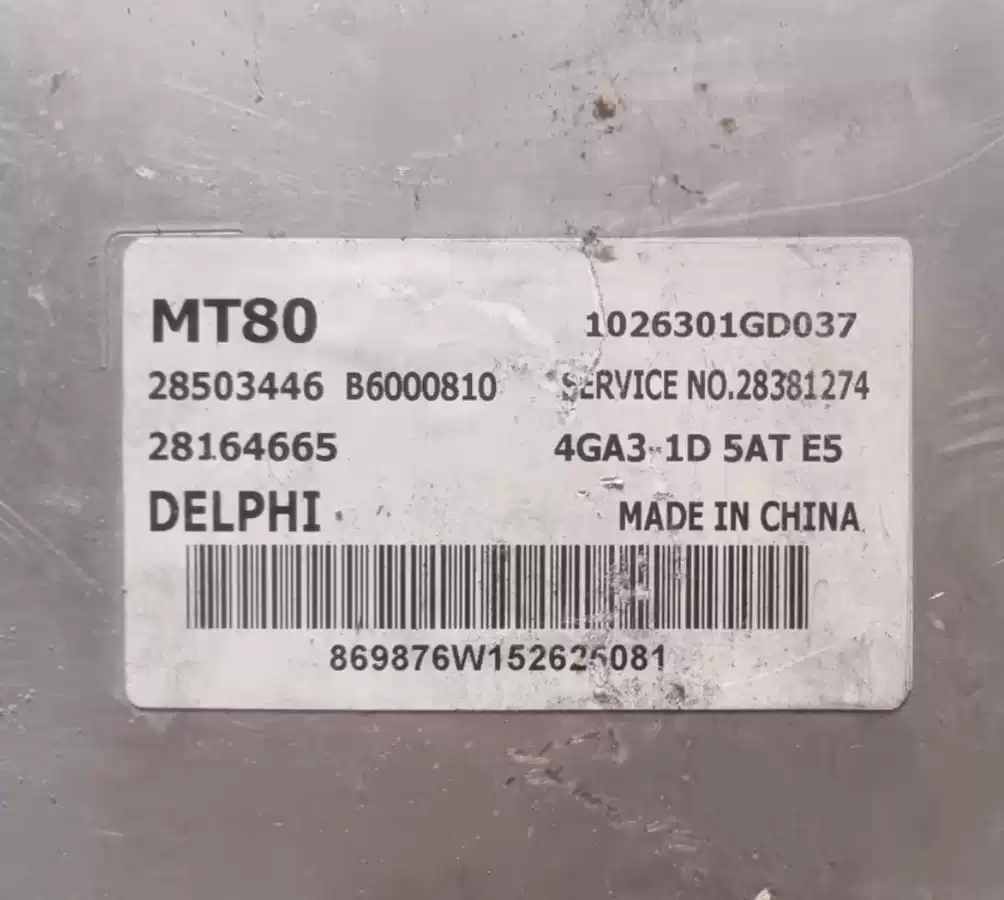 MT80 1026301GD037
28503446 B6000810 SERVICE NO.28381274
28164665 4GA3-1D 5AT E5
DELPHI MADE IN CHINA
869876W152626081